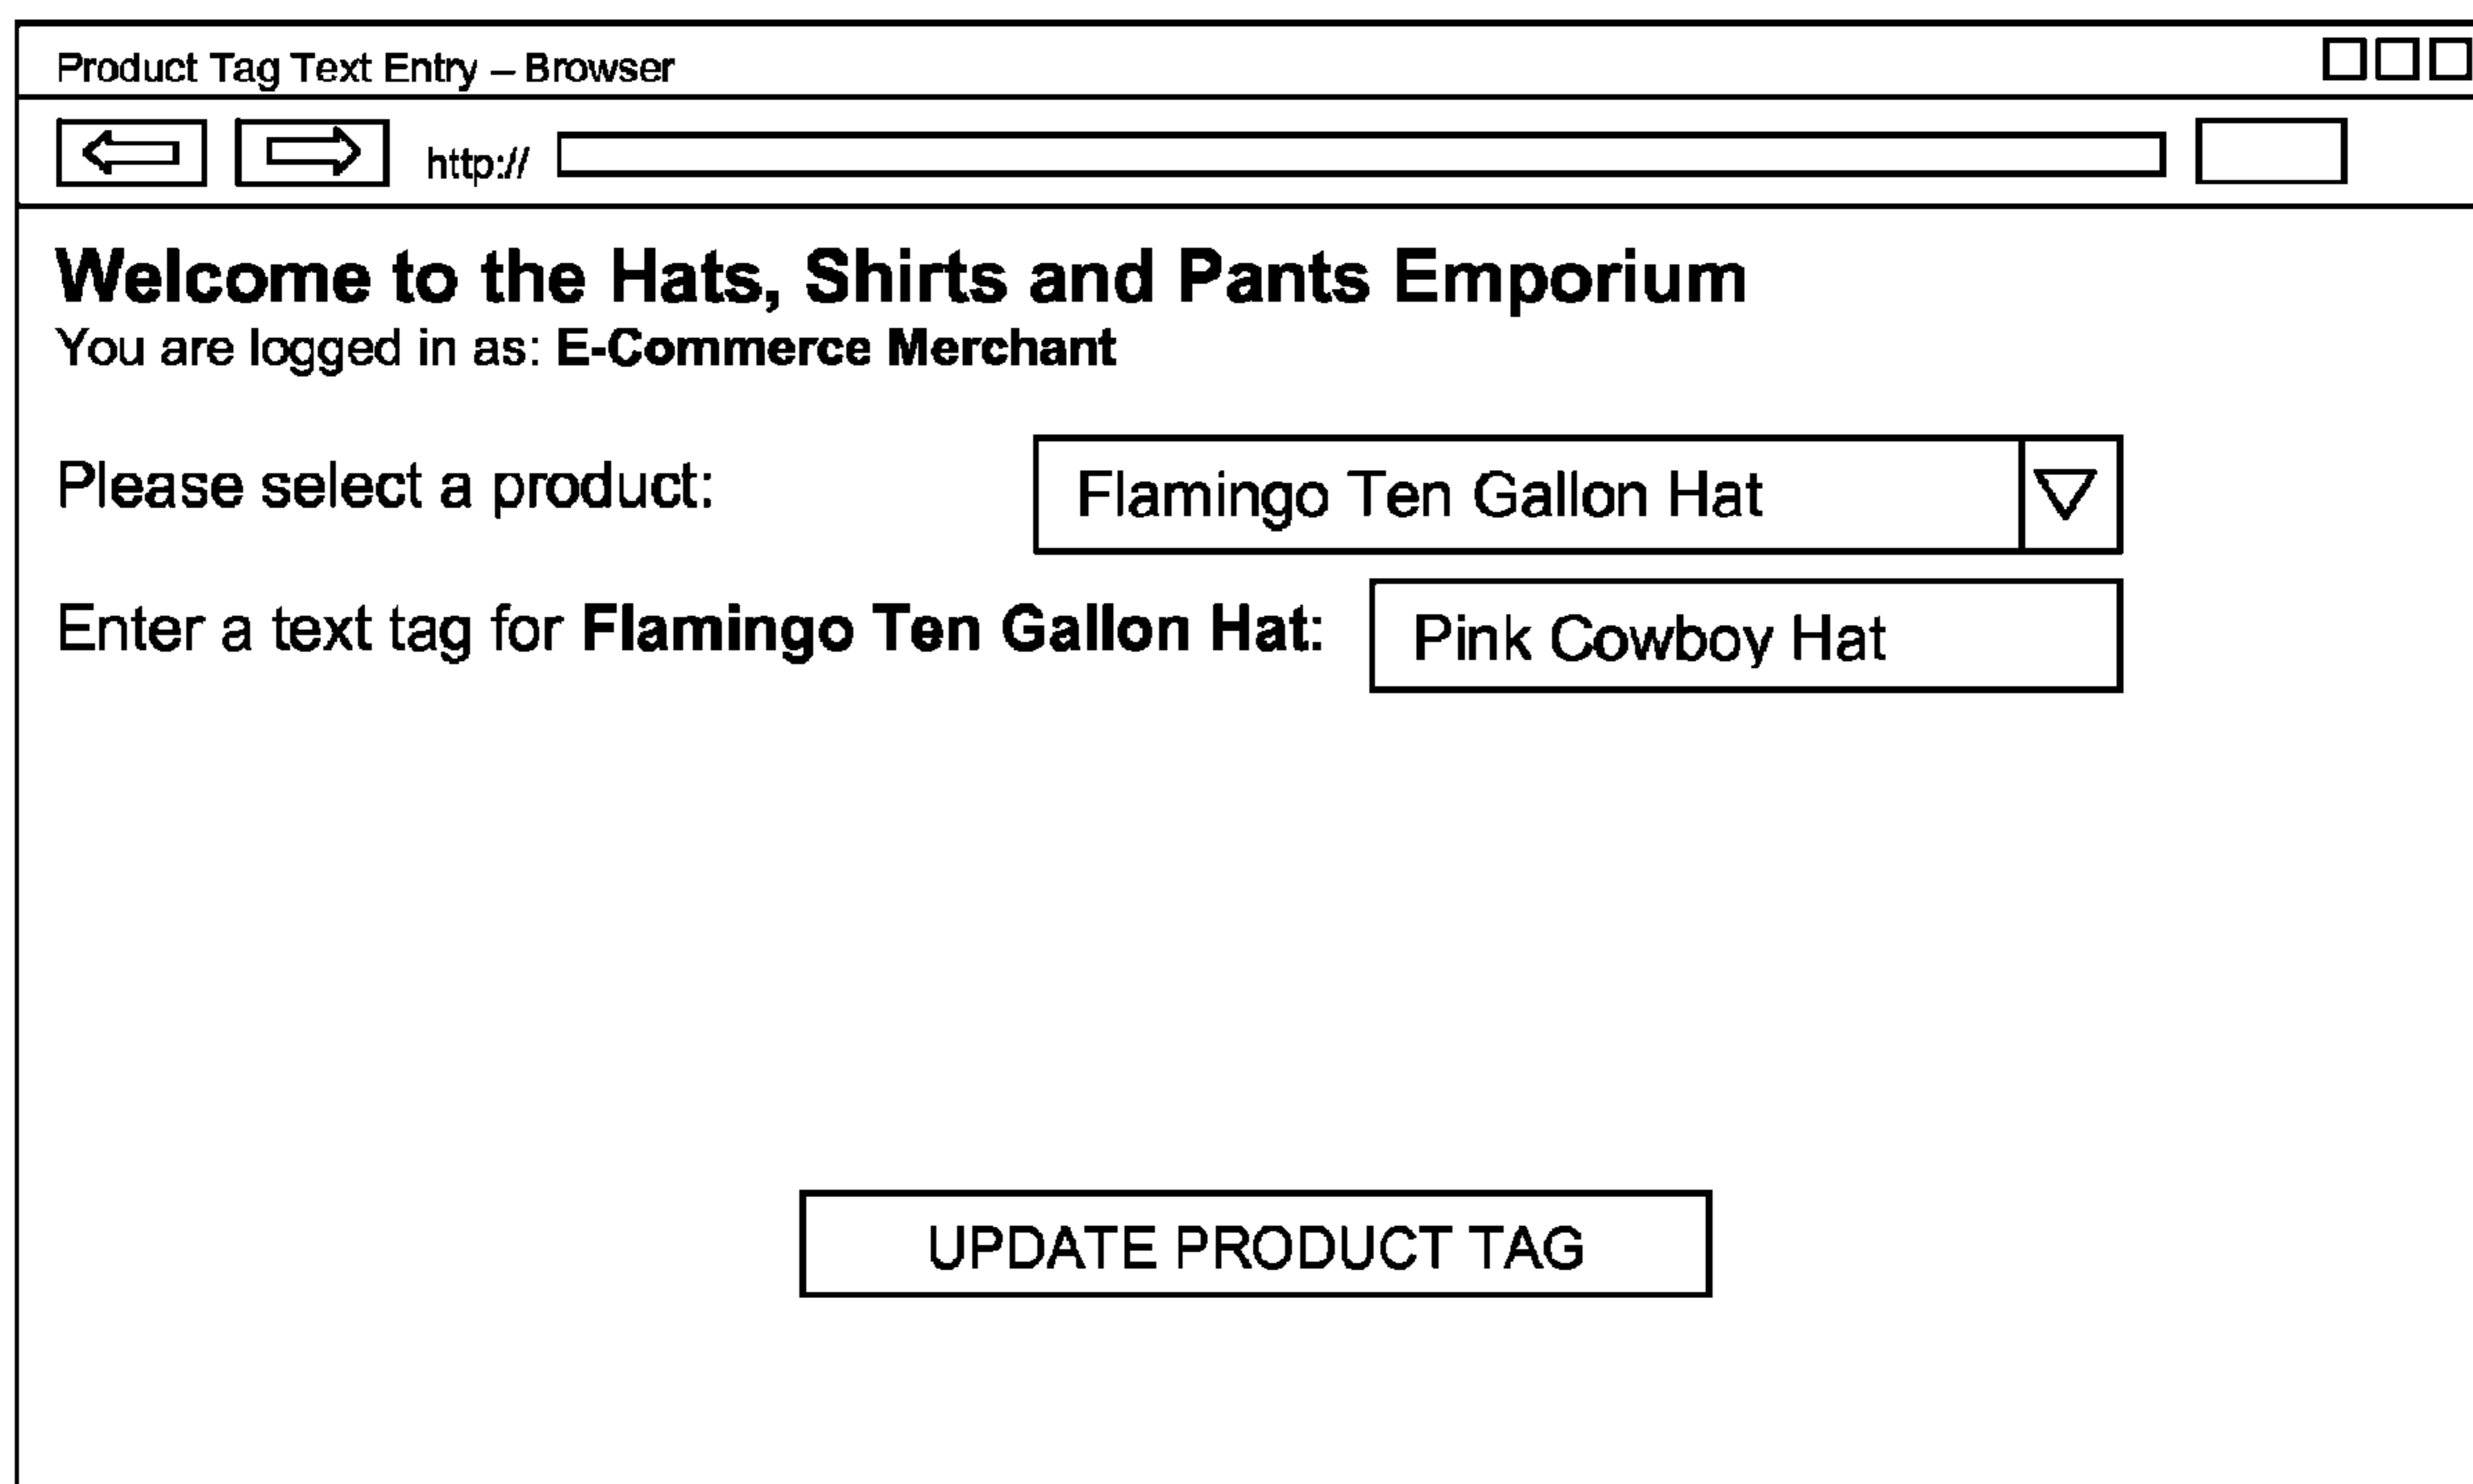 Product Tag Text Entry – Browser
http://
Welcome to the Hats, Shirts and Pants Emporium
You are logged in as: E-Commerce Merchant
Please select a product: Flamingo Ten Gallon Hat
Enter a text tag for Flamingo Ten Gallon Hat: Pink Cowboy Hat
UPDATE PRODUCT TAG